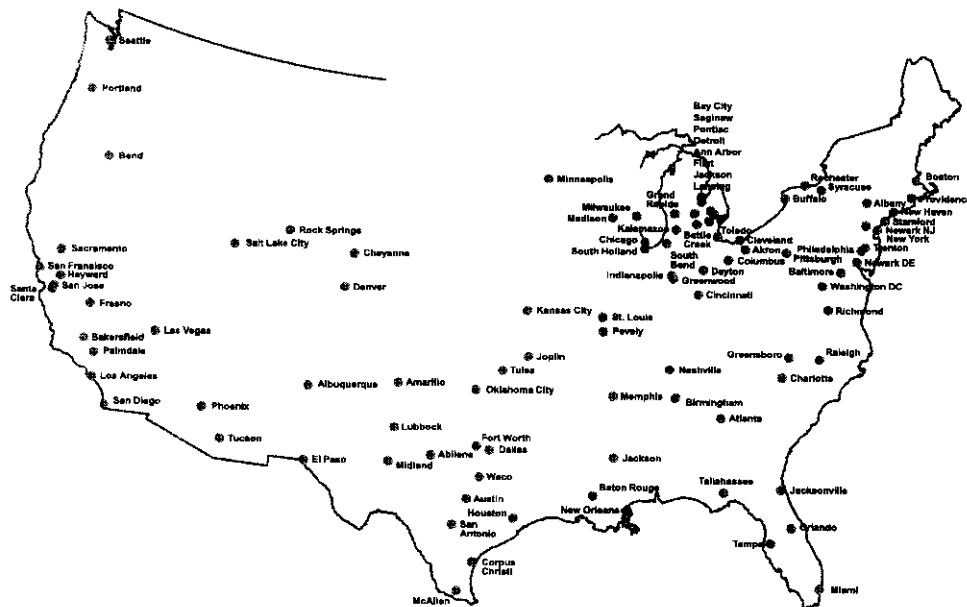 Seattle
Portland
Bend
Bay City
Saginaw
Pontiac
Detroit
Ann Arbor
Flint
Jackson
Lansing
Minneapolis
Grand
Rapids
Milwaukee
Madison
Kalamazoo
Battle
Creek
Toledo
Rochester
Syracuse
Buffalo
Boston
Providence
Albany
New Haven
Stamford
Newark NJ
New York
Trenton
Rock Springs
Salt Lake City
Cheyenne
Denver
Sacramento
San Francisco
Hayward
San Jose
Santa
Clara
Fresno
Chicago
South Holland
South
Bend
Cleveland
Akron
Columbus
Philadelphia
Pittsburgh
Newark DE
Baltimore
Washington DC
Indianapolis
Greenwood
Dayton
Cincinnati
Richmond
Kansas City
St. Louis
Pevely
Las Vegas
Bakersfield
Palmdale
Los Angeles
San Diego
Joplin
Tulsa
Oklahoma City
Nashville
Greensboro
Raleigh
Charlotte
Albuquerque
Amarillo
Memphis
Birmingham
Atlanta
Phoenix
Tucson
El Paso
Lubbock
Midland
Abilene
Fort Worth
Dallas
Waco
Jackson
Austin
Houston
San
Antonio
Baton Rouge
New Orleans
Tallahassee
Jacksonville
Orlando
Tampa
Miami
Corpus
Christi
McAllen